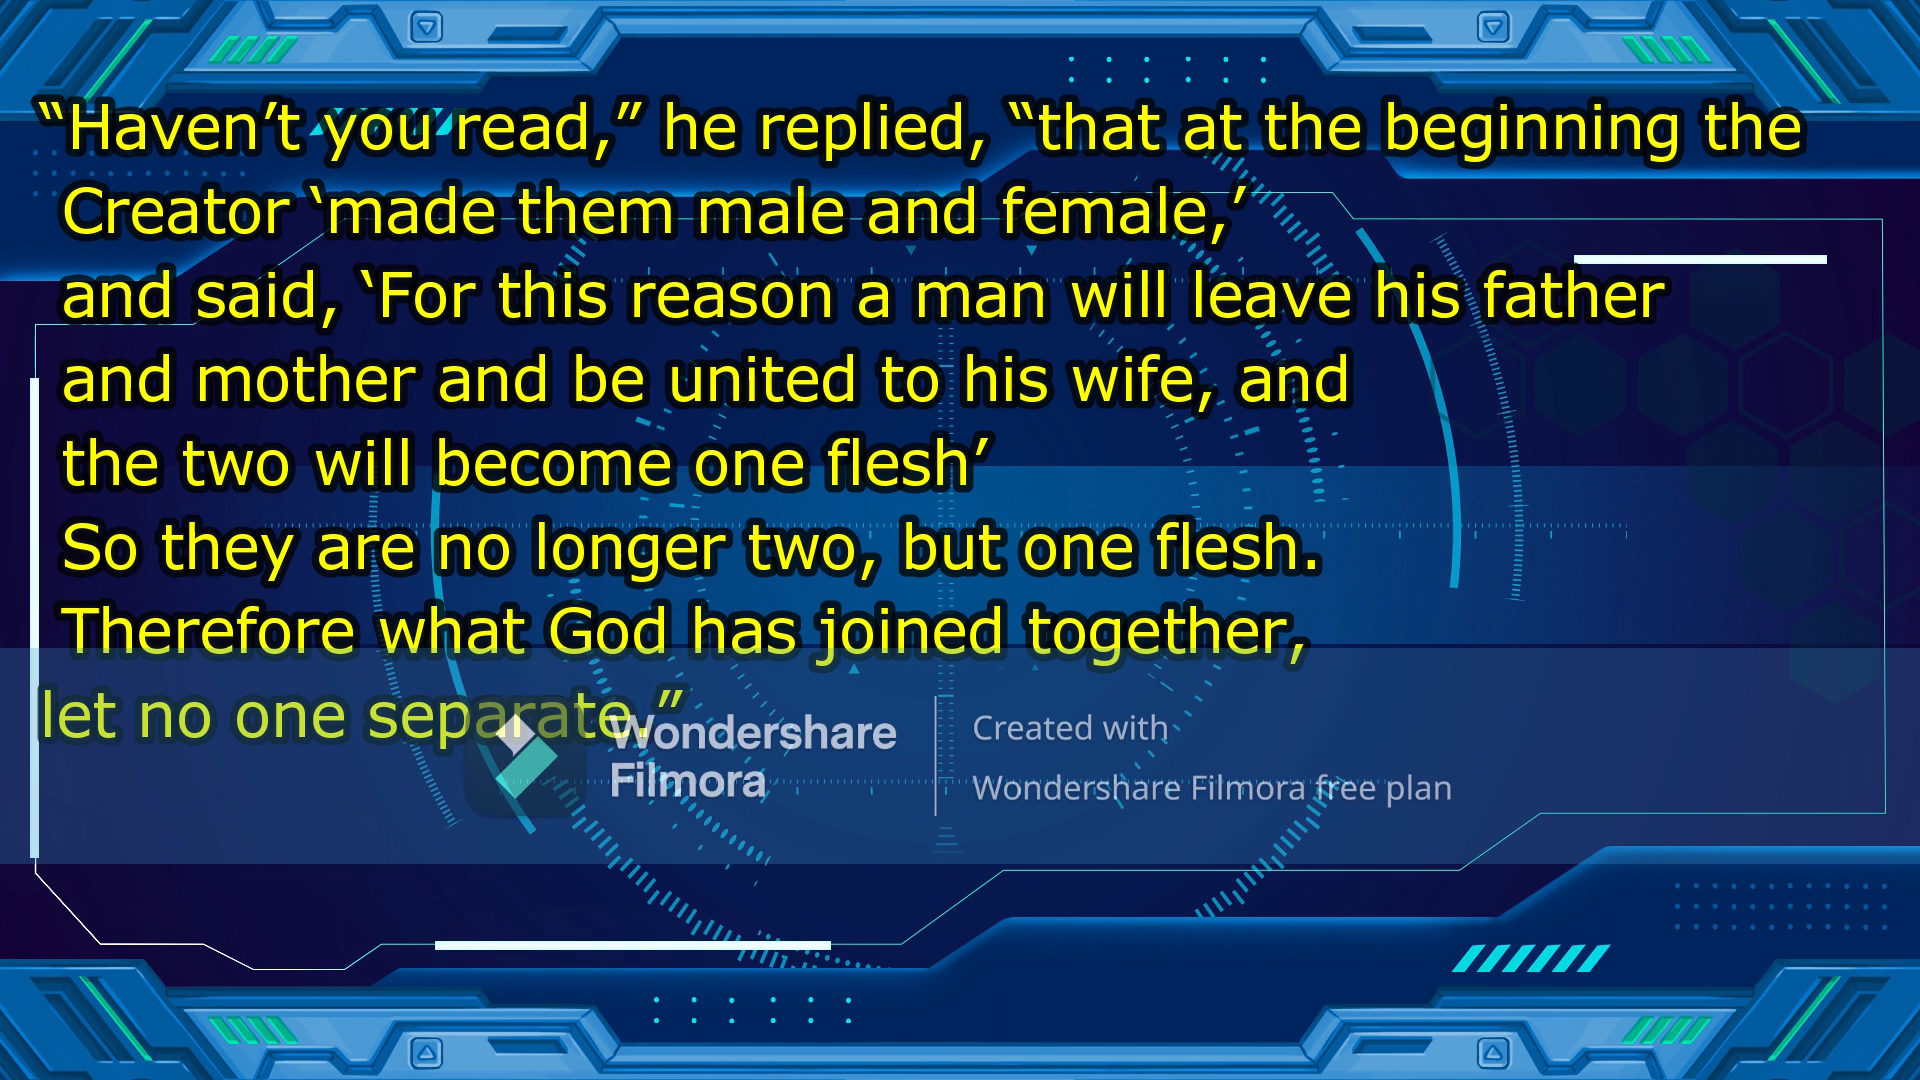 “Haven’t you read,” he replied, “that at the beginning the
Creator ‘made them male and female,’
and said, ‘For this reason a man will leave his father
and mother and be united to his wife, and
the two will become one flesh’
So they are no longer two, but one flesh.
Therefore what God has joined together,
let no one separate.”
Wondershare
Filmora
Created with
Wondershare Filmora free plan